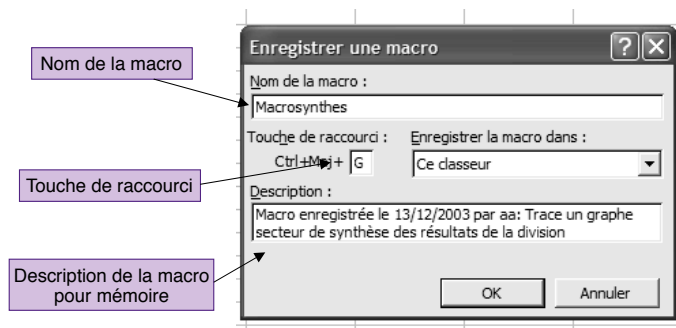 Nom de la macro
Touche de raccourci
Description de la macro
pour mémoire
Enregistrer une macro
Nom de la macro :
Macrosynthes
Touche de raccourci :
Enregistrer la macro dans :
Ctrl+Maj+ G
Ce classeur
Description :
Macro enregistrée le 13/12/2003 par aa: Trace un graphe
secteur de synthèse des résultats de la division
OK
Annuler